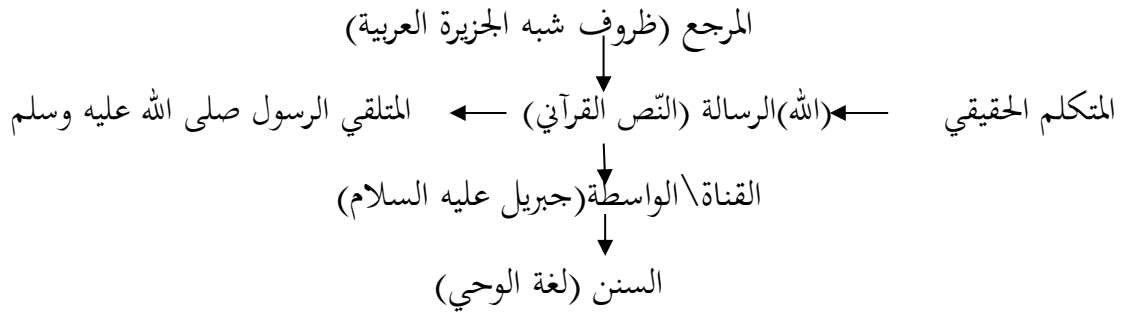 المرجع (ظروف شبه الجزيرة العربية)
المتكلم الحقيقي (الله)الرسالة (النّص القرآني) المتلقي الرسول صلى الله عليه وسلم
القناة\الواسطة(جبريل عليه السلام)
السنن (لغة الوحي)